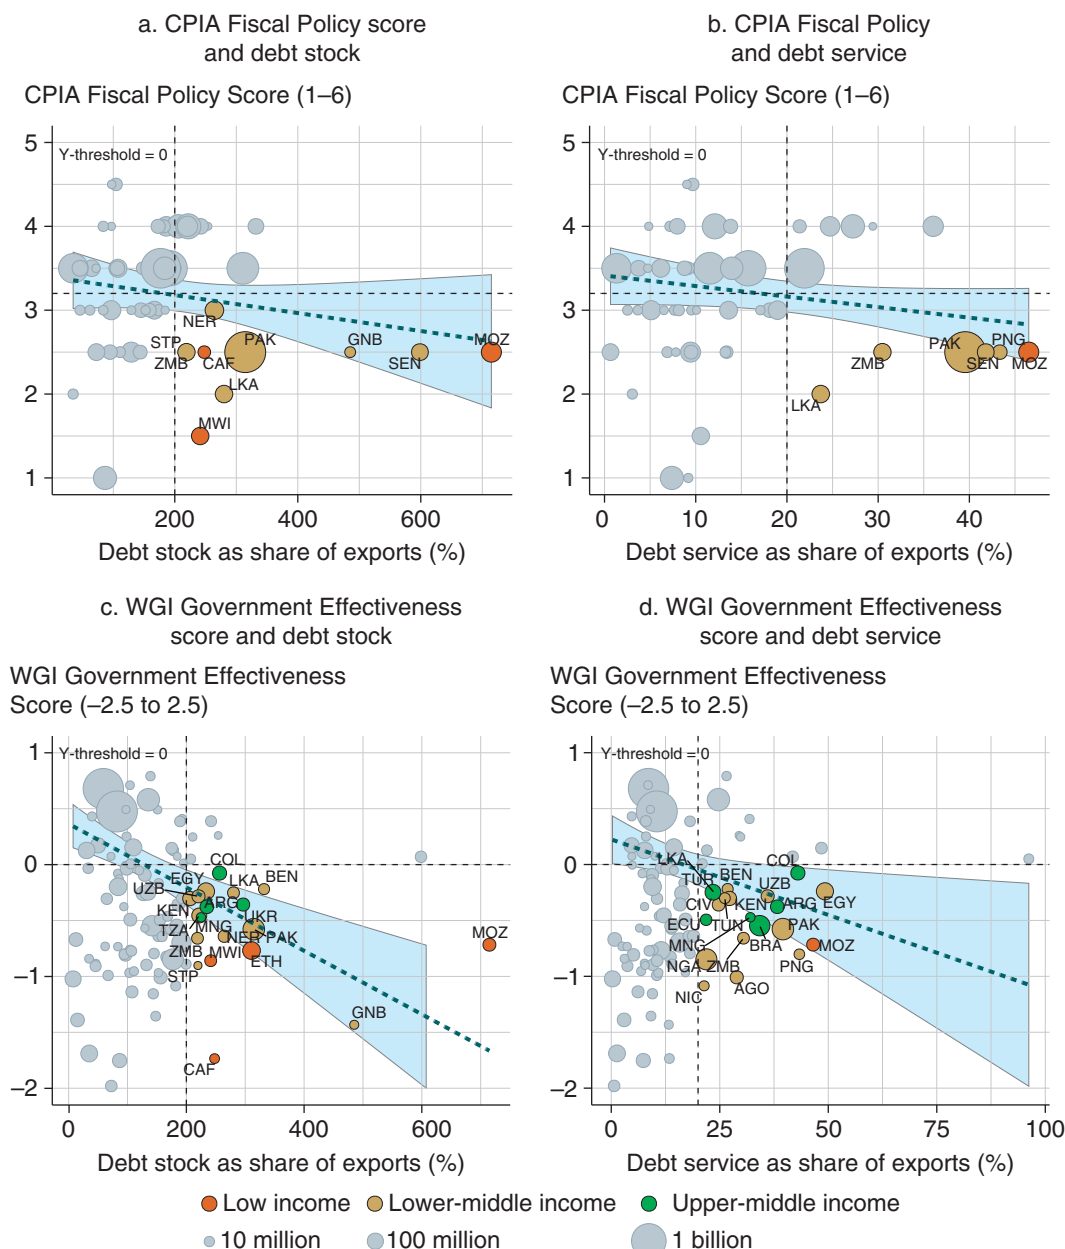 a. CPIA Fiscal Policy score
and debt stock
CPIA Fiscal Policy Score (1–6)
5
4
3
2
1
Y-threshold = 0
NER
STP
ZMB
CAF
PAK
GNB
SEN
MOZ
LKA
MWI
200
400
600
Debt stock as share of exports (%)
b. CPIA Fiscal Policy
and debt service
CPIA Fiscal Policy Score (1–6)
5
4
3
2
1
Y-threshold = 0
ZMB
PAK
PNG
SEN
MOZ
LKA
0
10
20
30
40
Debt service as share of exports (%)
c. WGI Government Effectiveness
score and debt stock
WGI Government Effectiveness
Score (–2.5 to 2.5)
1
0
–1
–2
Y-threshold = 0
COL
EGY
LKA
BEN
UZB
ARG
KEN
UKR
TZA
MNG
NER
PAK
ZMB
MWI
ETH
STP
MOZ
GNB
CAF
0
200
400
600
Debt stock as share of exports (%)
d. WGI Government Effectiveness
score and debt service
WGI Government Effectiveness
Score (–2.5 to 2.5)
1
0
–1
–2
Y-threshold = 0
LKA
COL
TUR
BEN
UZB
CIV
KEN
ARG
EGY
ECU
TUN
PAK
MNG
BRA
MOZ
NGA
ZMB
PNG
NIC
AGO
0
25
50
75
100
Debt service as share of exports (%)
Low income
Lower-middle income
Upper-middle income
10 million
100 million
1 billion